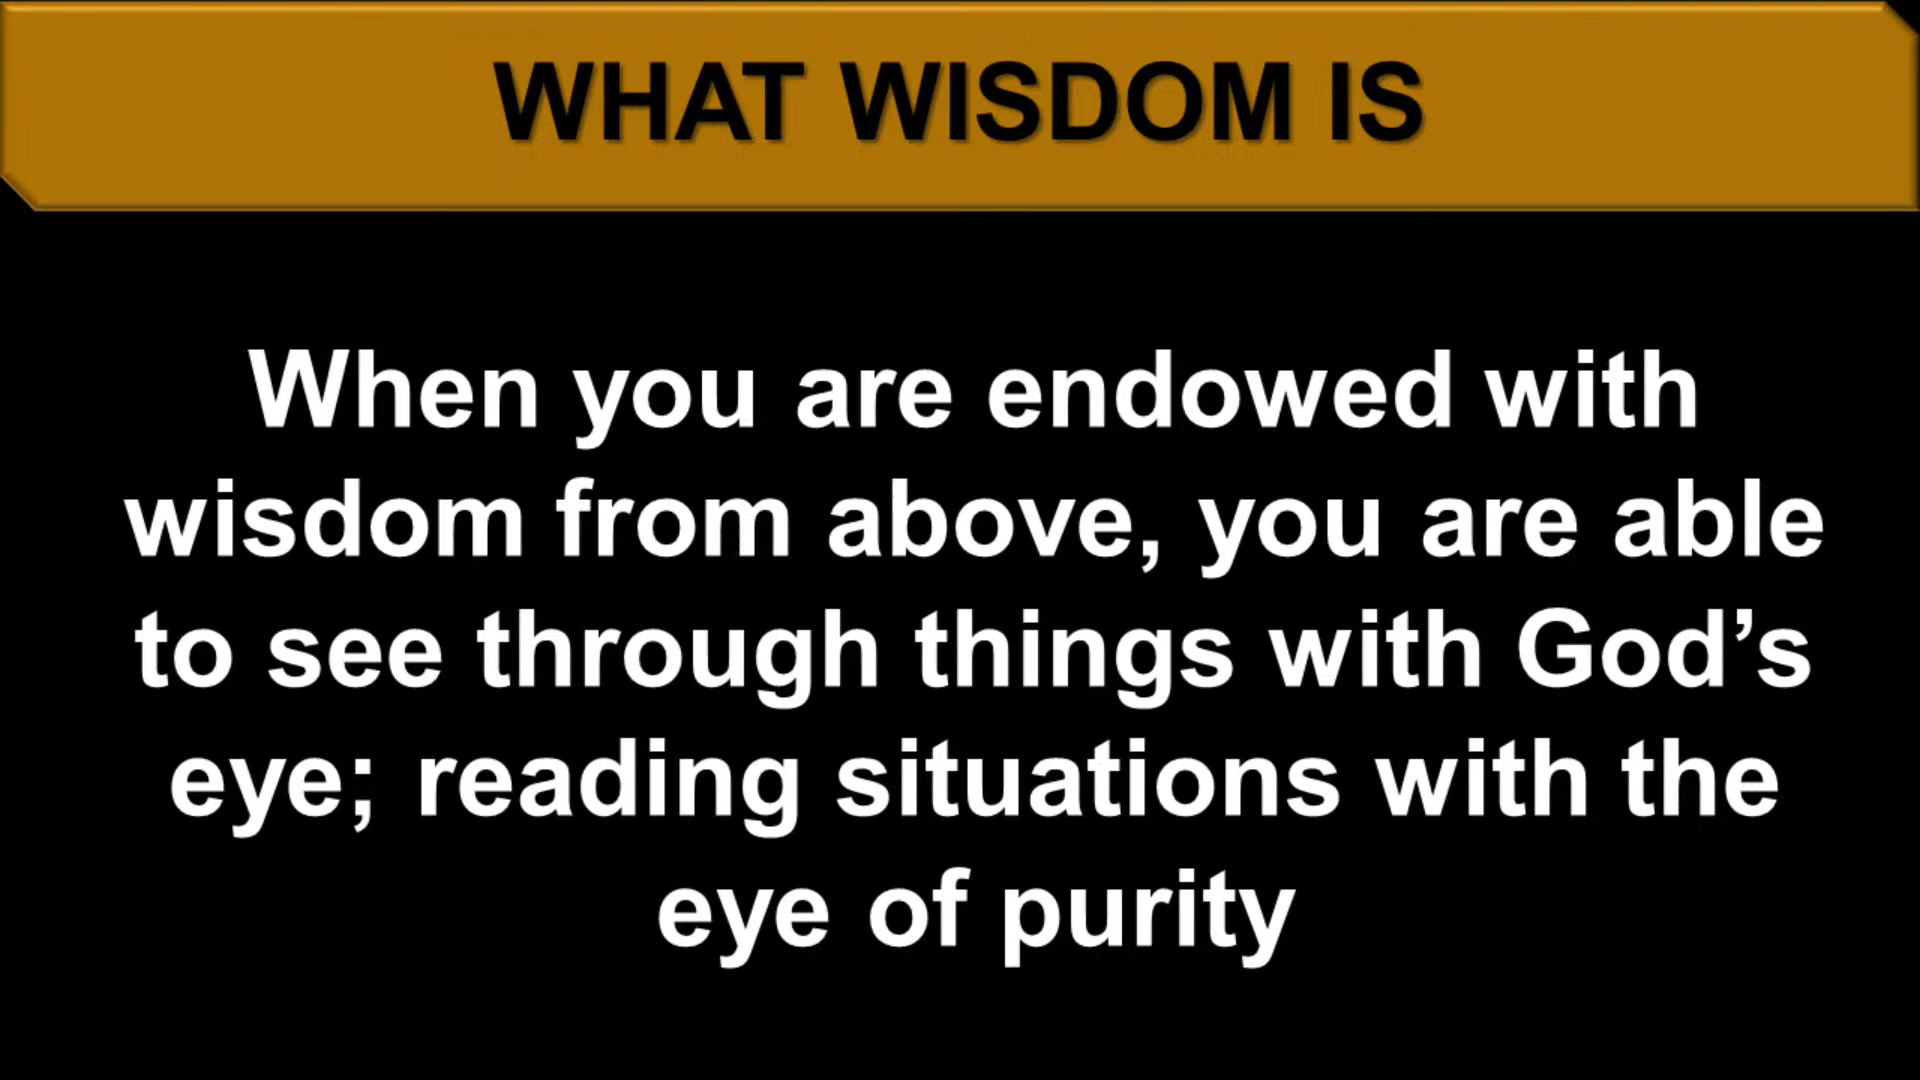 WHAT WISDOM IS
When you are endowed with
wisdom from above, you are able
to see through things with God’s
eye; reading situations with the
eye of purity